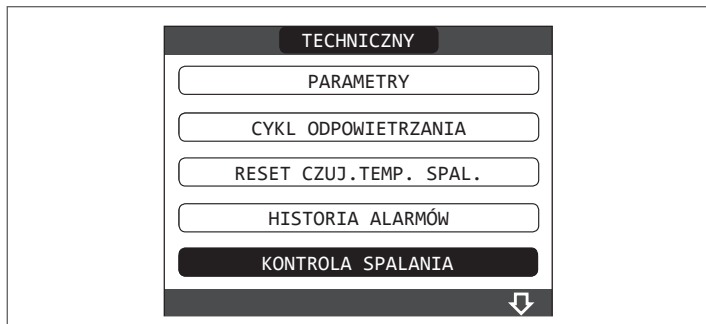 TECHNICZNY
PARAMETRY
CYKL ODPOWIETRZANIA
RESET CZUJ.TEMP. SPAL.
HISTORIA ALARMÓW
KONTROLA SPALANIA